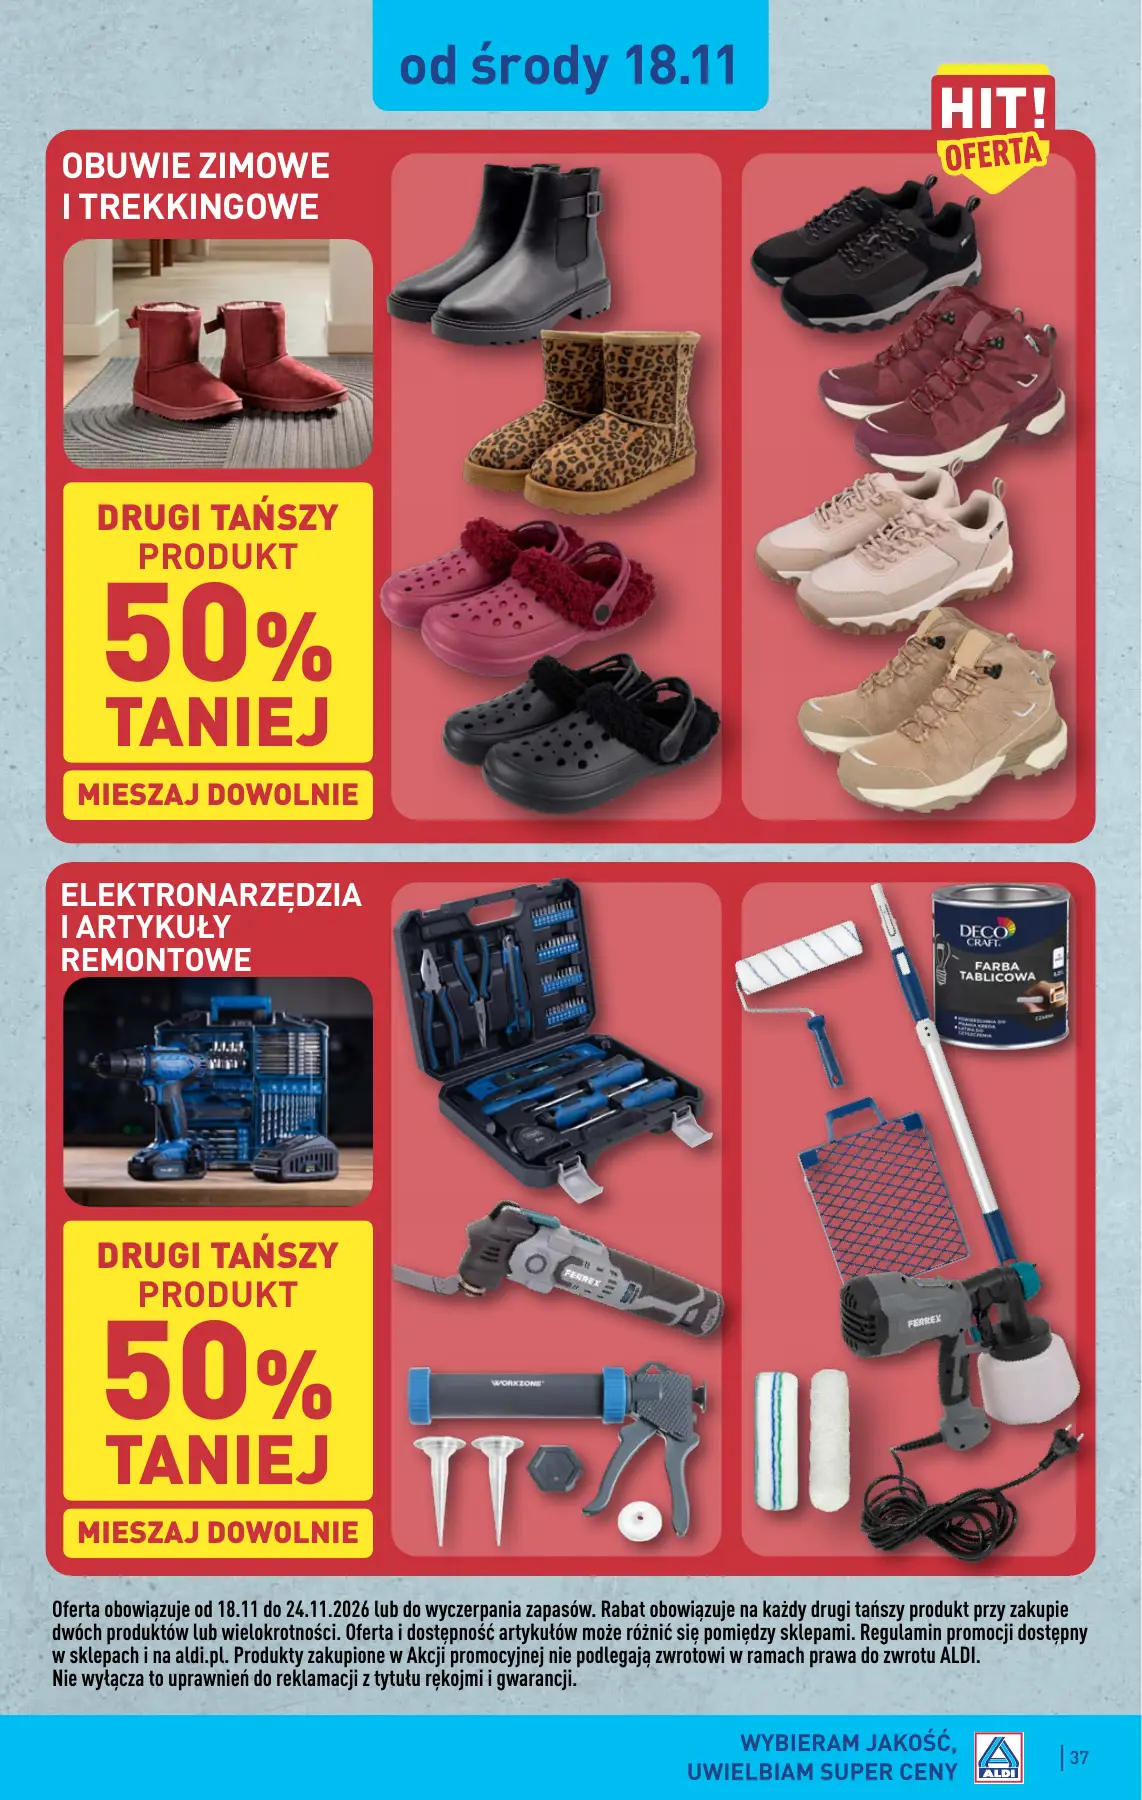 od środy 18.11
HIT!
OFERTA
OBUWIE ZIMOWE
I TREKKINGOWE
DRUGI TAŃSZY
PRODUKT
50%
TANIEJ
MIESZAJ DOWOLNIE
ELEKTRONARZĘDZIA
I ARTYKUŁY
REMONTOWE
DRUGI TAŃSZY
PRODUKT
50%
TANIEJ
MIESZAJ DOWOLNIE
FERREX
WORKZONE
DECO
CRAFT
FARBA
TABLICOWA
CZARNA
FERREX
Oferta obowiązuje od 18.11 do 24.11.2026 lub do wyczerpania zapasów. Rabat obowiązuje na każdy drugi tańszy produkt przy zakupie
dwóch produktów lub wielokrotności. Oferta i dostępność artykułów może różnić się pomiędzy sklepami. Regulamin promocji dostępny
w sklepach i na aldi.pl. Produkty zakupione w Akcji promocyjnej nie podlegają zwrotowi w ramach prawa do zwrotu ALDI.
Nie wyłącza to uprawnień do reklamacji z tytułu rękojmi i gwarancji.
WYBIERAM JAKOŚĆ,
UWIELBIAM SUPER CENY
ALDI
37